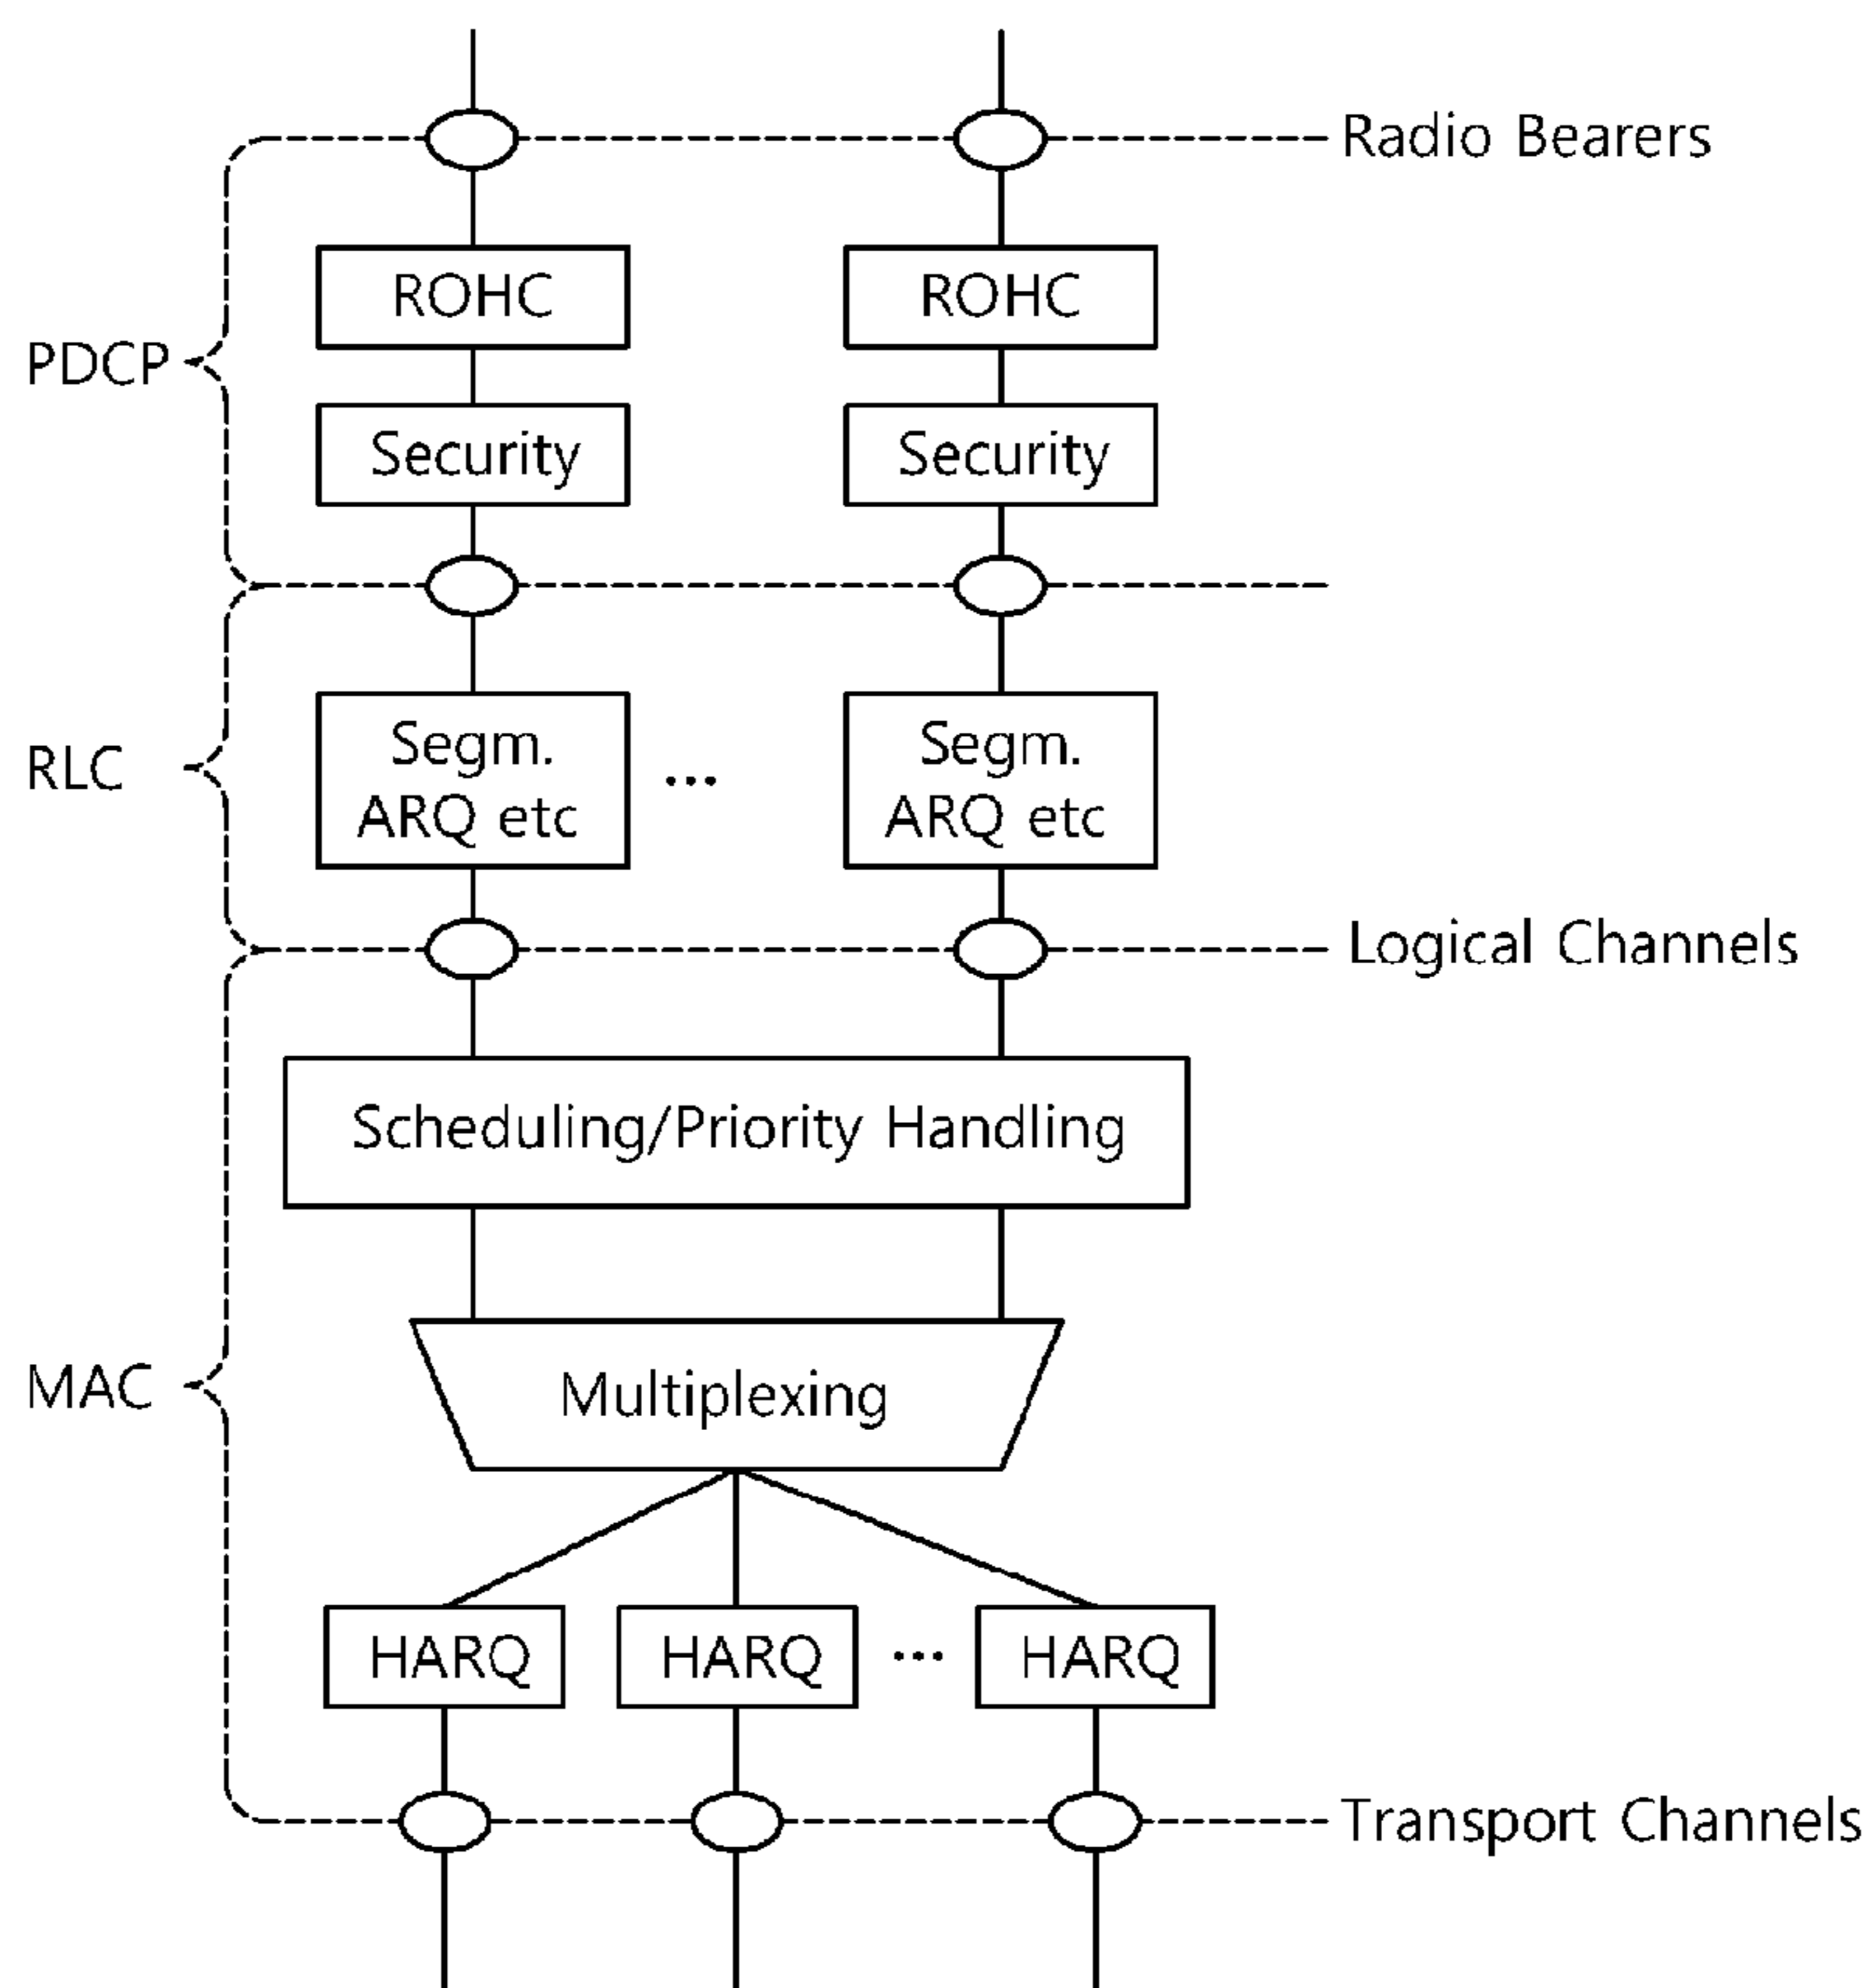 Radio Bearers
ROHC
ROHC
PDCP
Security
Security
Segm.
ARQ etc
...
Segm.
ARQ etc
RLC
Logical Channels
Scheduling/Priority Handling
MAC
Multiplexing
HARQ
HARQ
...
HARQ
Transport Channels